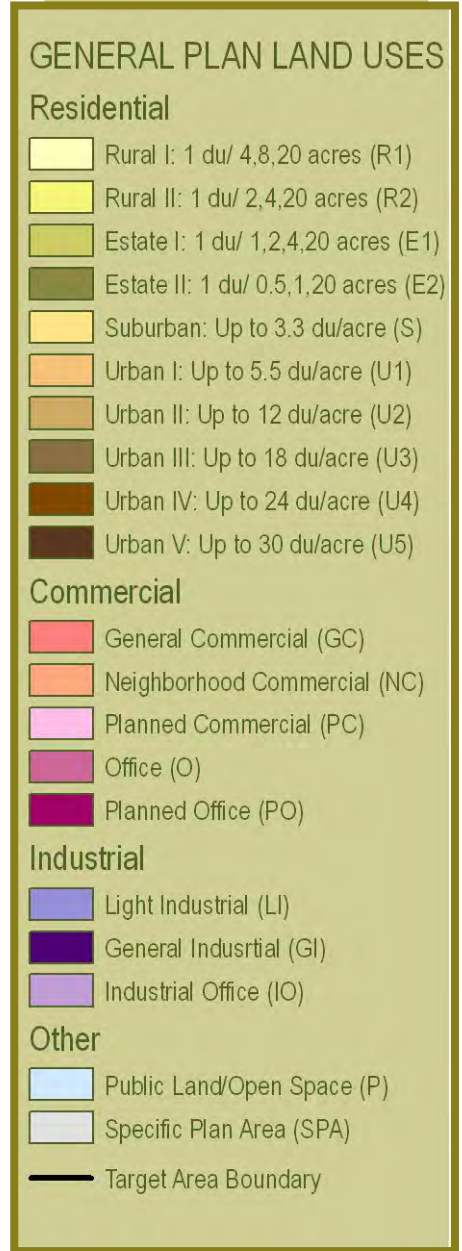 GENERAL PLAN LAND USES
Residential
Rural I: 1 du/ 4,8,20 acres (R1)
Rural II: 1 du/ 2,4,20 acres (R2)
Estate I: 1 du/ 1,2,4,20 acres (E1)
Estate II: 1 du/ 0.5,1,20 acres (E2)
Suburban: Up to 3.3 du/acre (S)
Urban I: Up to 5.5 du/acre (U1)
Urban II: Up to 12 du/acre (U2)
Urban III: Up to 18 du/acre (U3)
Urban IV: Up to 24 du/acre (U4)
Urban V: Up to 30 du/acre (U5)
Commercial
General Commercial (GC)
Neighborhood Commercial (NC)
Planned Commercial (PC)
Office (O)
Planned Office (PO)
Industrial
Light Industrial (LI)
General Indusrtial (GI)
Industrial Office (IO)
Other
Public Land/Open Space (P)
Specific Plan Area (SPA)
Target Area Boundary